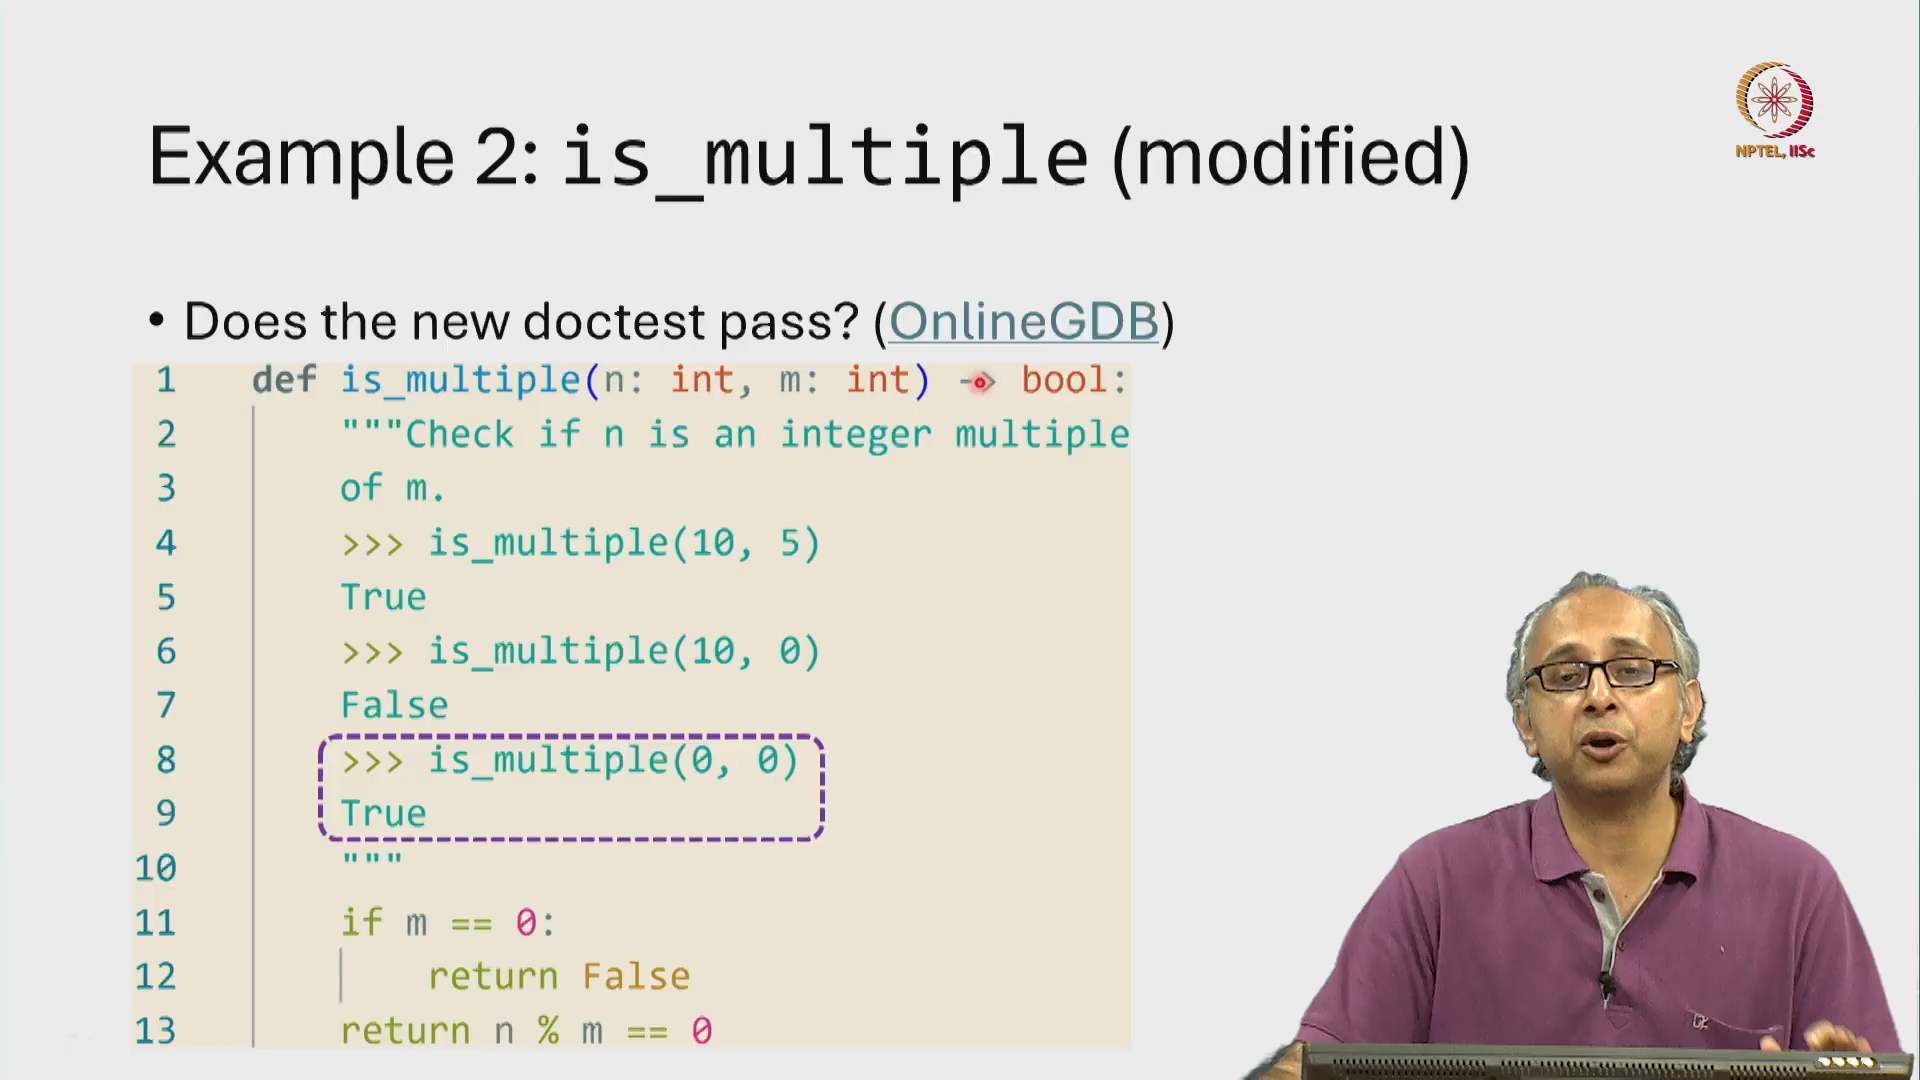 NPTEL, IISc
Example 2: is_multiple (modified)
• Does the new doctest pass? (OnlineGDB)
1 def is_multiple(n: int, m: int) -> bool:
2 """Check if n is an integer multiple
3 of m.
4 >>> is_multiple(10, 5)
5 True
6 >>> is_multiple(10, 0)
7 False
8 >>> is_multiple(0, 0)
9 True
10 """
11 if m == 0:
12 return False
13 return n % m == 0